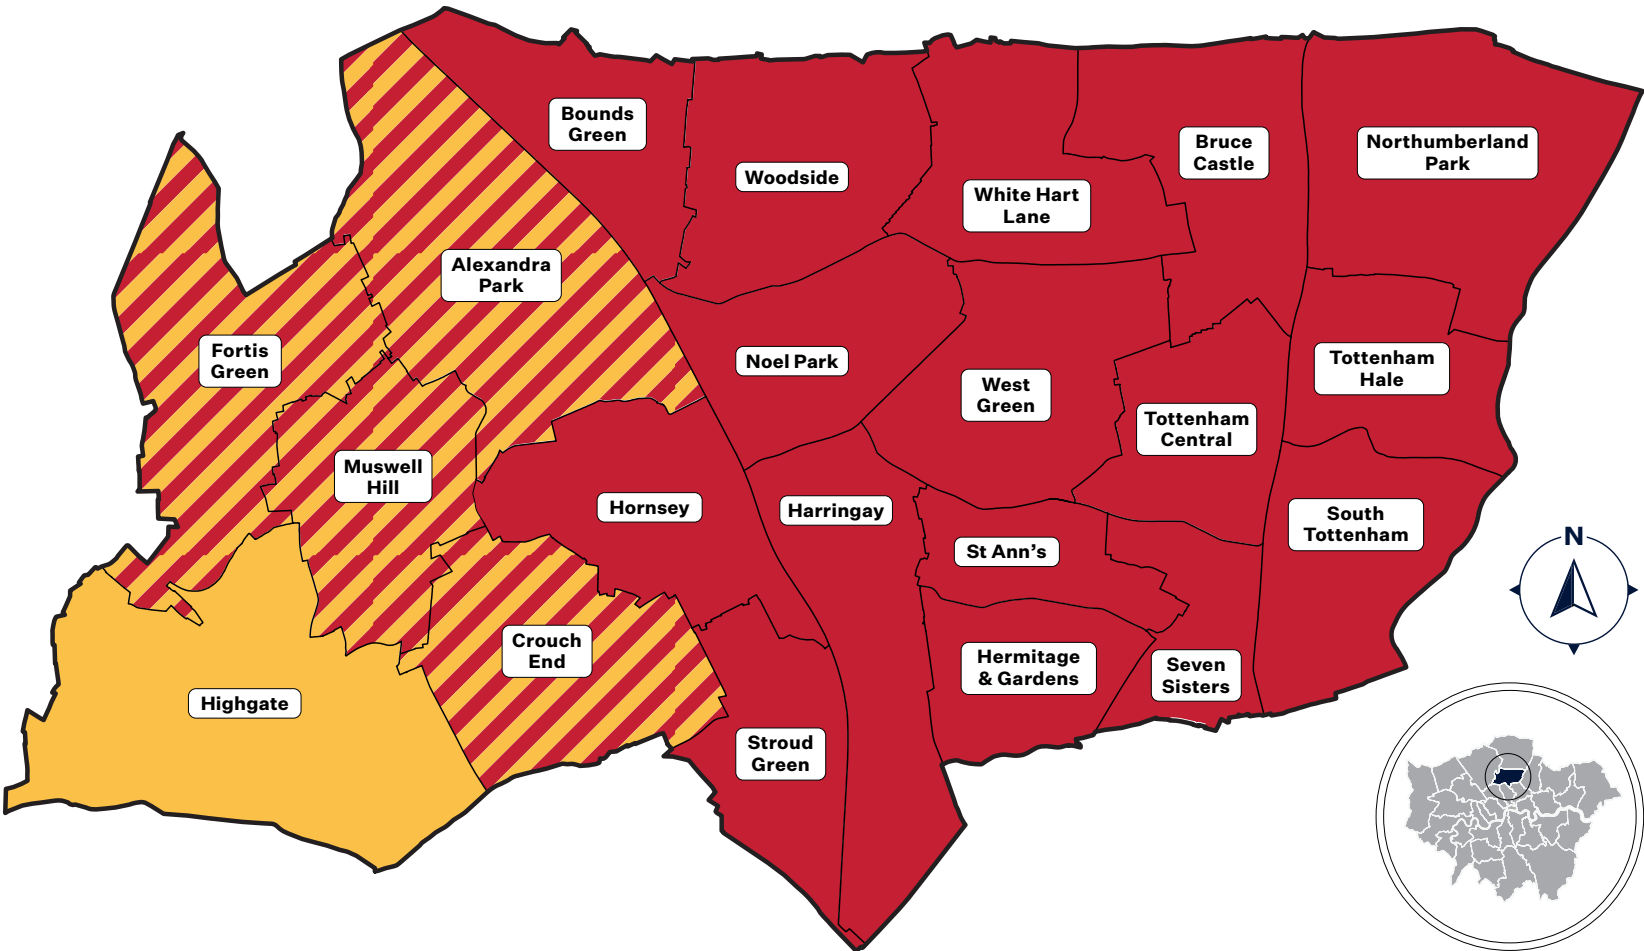 Bounds
Green
Woodside
White Hart
Lane
Bruce
Castle
Northumberland
Park
Alexandra
Park
Fortis
Green
Noel Park
West
Green
Tottenham
Hale
Tottenham
Central
Muswell
Hill
Hornsey
Harringay
South
Tottenham
St Ann’s
N
Crouch
End
Hermitage
& Gardens
Seven
Sisters
Highgate
Stroud
Green